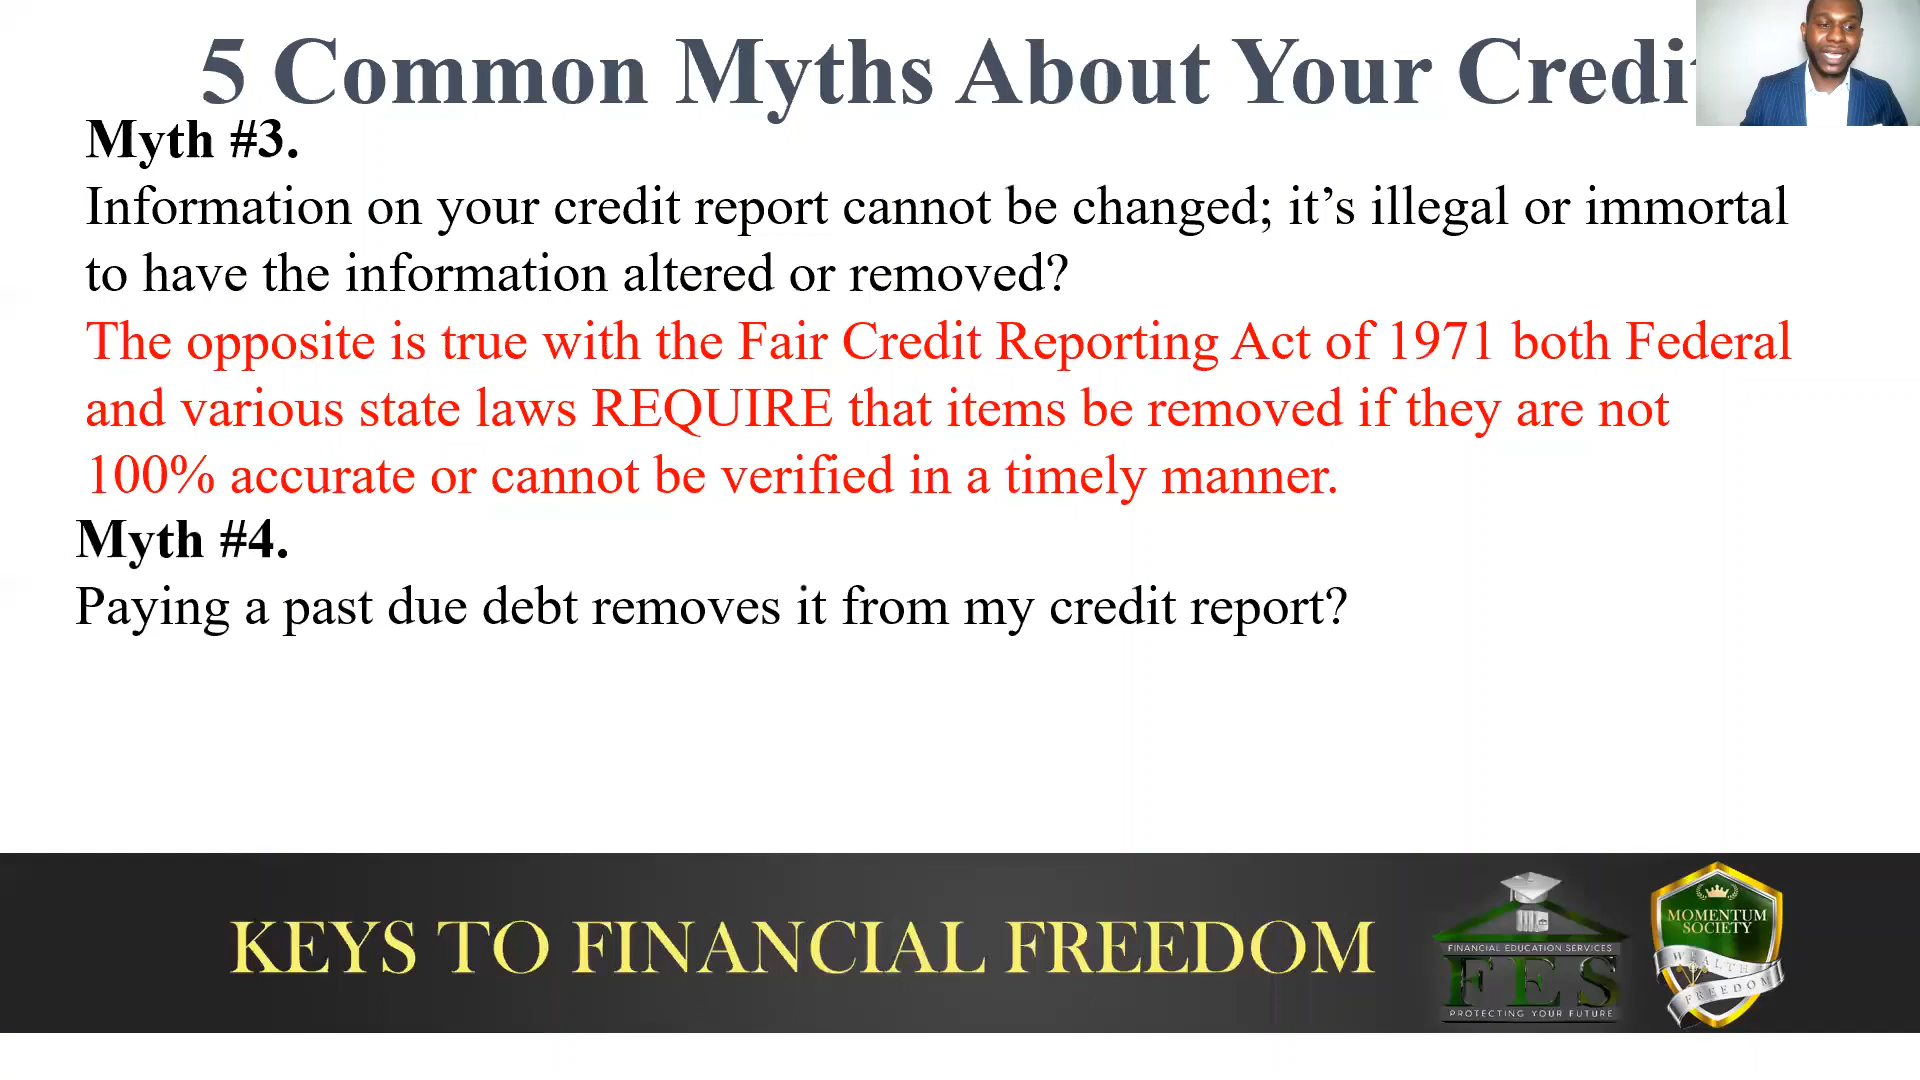 5 Common Myths About Your Credit
Myth #3.
Information on your credit report cannot be changed; it’s illegal or immortal
to have the information altered or removed?
The opposite is true with the Fair Credit Reporting Act of 1971 both Federal
and various state laws REQUIRE that items be removed if they are not
100% accurate or cannot be verified in a timely manner.
Myth #4.
Paying a past due debt removes it from my credit report?
KEYS TO FINANCIAL FREEDOM
FINANCIAL EDUCATION SERVICES
FES
PROTECTING YOUR FUTURE
MOMENTUM
SOCIETY
WEALTH
FREEDOM